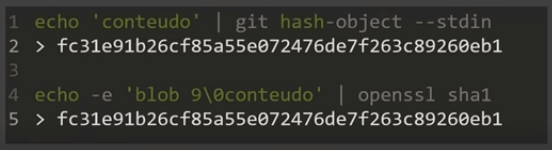 1 echo 'conteudo' | git hash-object --stdin
2 > fc31e91b26cf85a55e072476de7f263c89260eb1
3
4 echo -e 'blob 9\0conteudo' | openssl sha1
5 > fc31e91b26cf85a55e072476de7f263c89260eb1